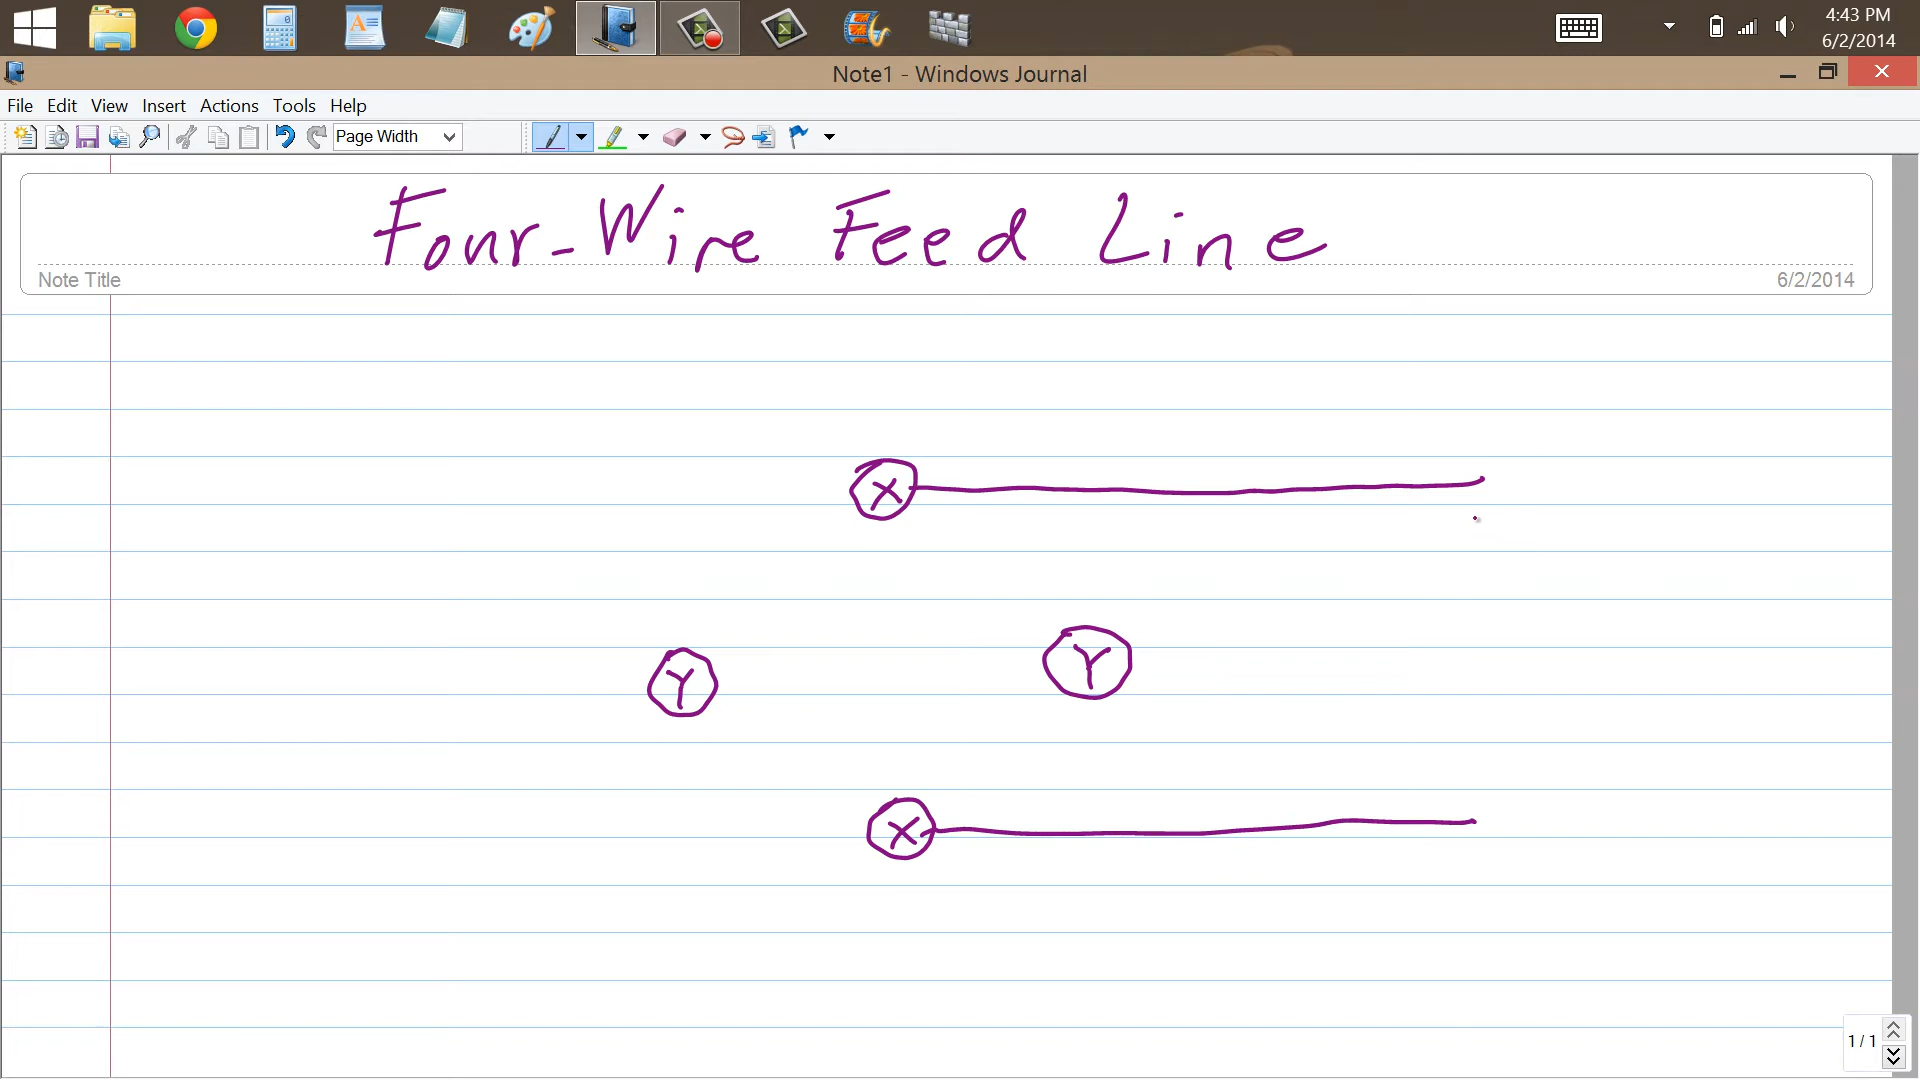 4:43 PM
6/2/2014
Note1 - Windows Journal
File Edit View Insert Actions Tools Help
Page Width
Four-Wire Feed Line
Note Title 6/2/2014
X
Y Y
X
1 / 1